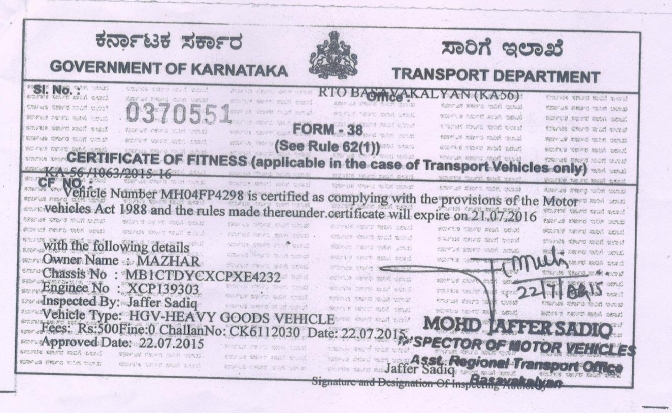 ಕರ್ನಾಟಕ ಸರ್ಕಾರ
GOVERNMENT OF KARNATAKA
ಸಾರಿಗೆ ಇಲಾಖೆ
TRANSPORT DEPARTMENT
Sl. No. :
0370551
RTO BASAVAKALYAN (KA56)
Office
FORM - 38
(See Rule 62(1))
CERTIFICATE OF FITNESS (applicable in the case of Transport Vehicles only)
KA-56 /1063/2015-16
CF NO. :
Vehicle Number MH04FP4298 is certified as complying with the provisions of the Motor
vehicles Act 1988 and the rules made thereunder.certificate will expire on 21.07.2016
with the following details
Owner Name : MAZHAR
Chassis No : MB1CTDYCXCPXE4232
Enginee No : XCP139303
Inspected By: Jaffer Sadiq
Vehicle Type: HGV-HEAVY GOODS VEHICLE
Fees: Rs:500Fine:0 ChallanNo: CK6112030 Date: 22.07.2015
Approved Date: 22.07.2015
MOHD JAFFER SADIQ
INSPECTOR OF MOTOR VEHICLES
Asst. Regional Transport Office
Basavakalyan
Jaffer Sadiq
Signature and Designation Of Inspecting Authority